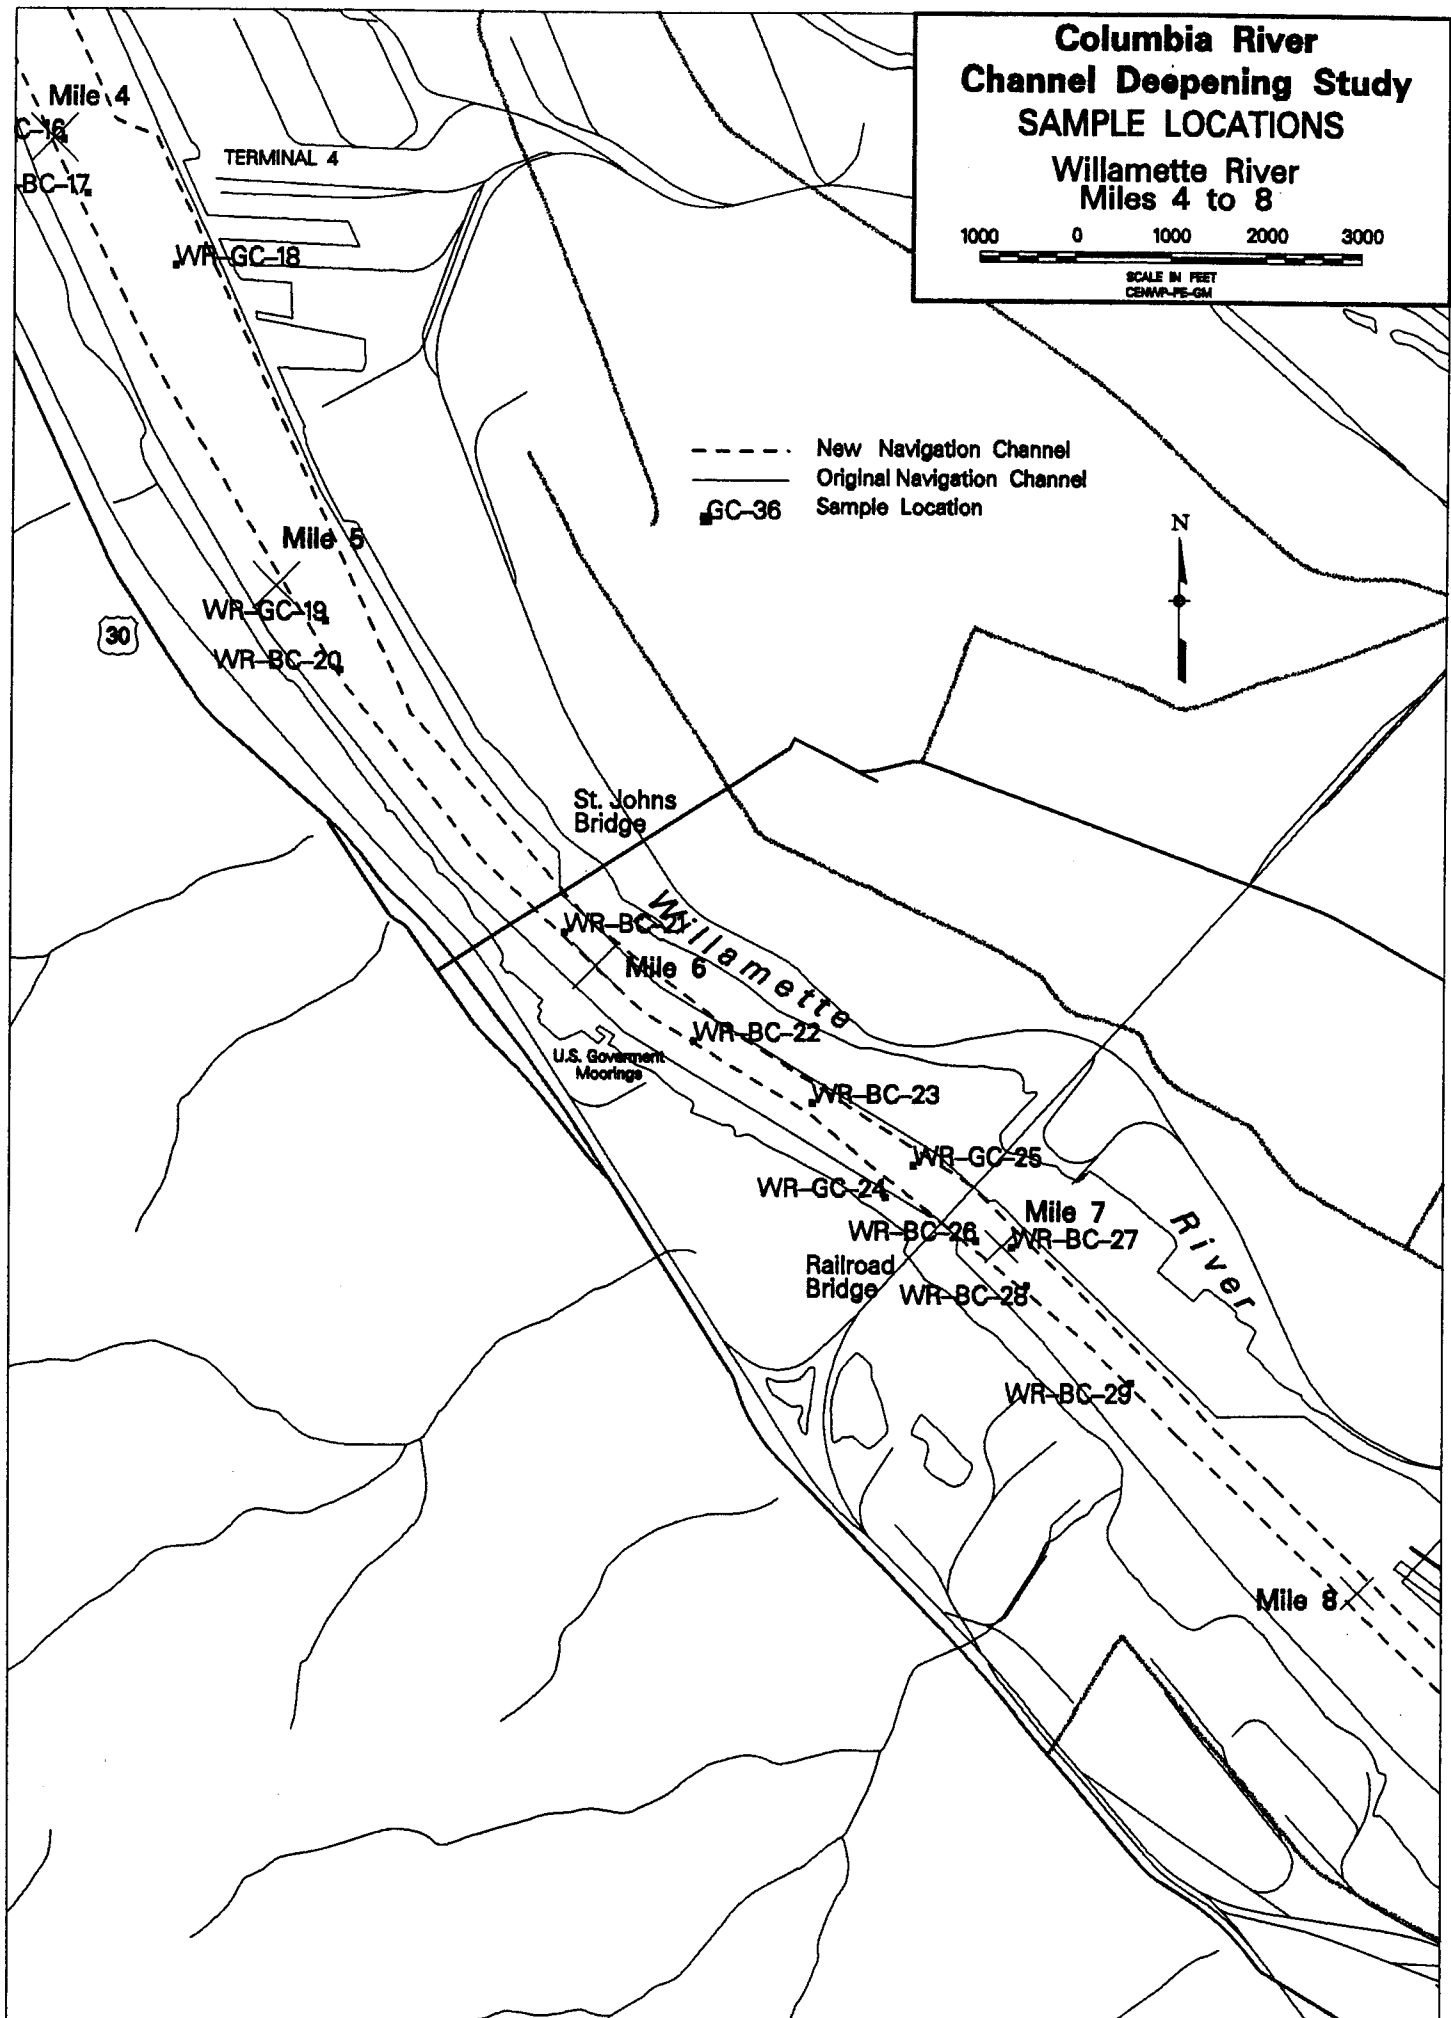 Columbia River
Channel Deepening Study
SAMPLE LOCATIONS
Willamette River
Miles 4 to 8
1000 0 1000 2000 3000
SCALE IN FEET
CENWP-PE-GM
Mile 4
C-16
BC-17
TERMINAL 4
WR-GC-18
New Navigation Channel
Original Navigation Channel
GC-36 Sample Location
N
Mile 5
WR-GC-19
30
WR-BC-20
St. Johns
Bridge
WR-BC-21
Willamette
Mile 6
WR-BC-22
U.S. Goverment
Moorings
WR-BC-23
WR-GC-25
WR-GC-24
Mile 7
River
WR-BC-26
WR-BC-27
Railroad
Bridge
WR-BC-28
WR-BC-29
Mile 8